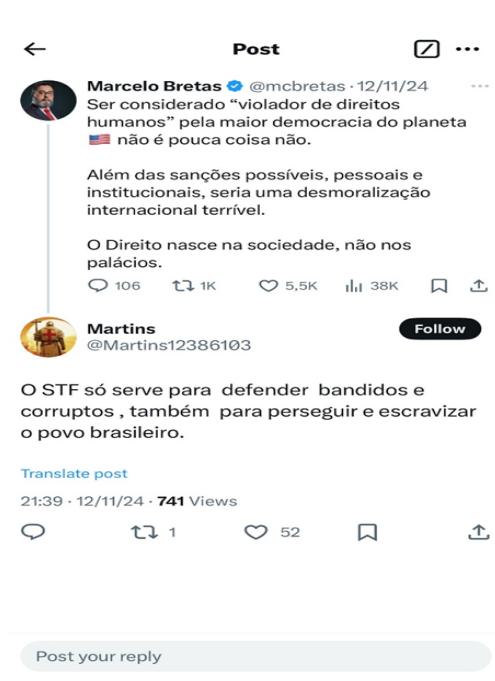 Post
Marcelo Bretas @mcbretas · 12/11/24
Ser considerado “violador de direitos
humanos” pela maior democracia do planeta
🇺🇸 não é pouca coisa não.
Além das sanções possíveis, pessoais e
institucionais, seria uma desmoralização
internacional terrível.
O Direito nasce na sociedade, não nos
palácios.
106 1K 5,5K 38K
Martins
Follow
@Martins12386103
O STF só serve para defender bandidos e
corruptos , também para perseguir e escravizar
o povo brasileiro.
Translate post
21:39 · 12/11/24 · 741 Views
1 52
Post your reply